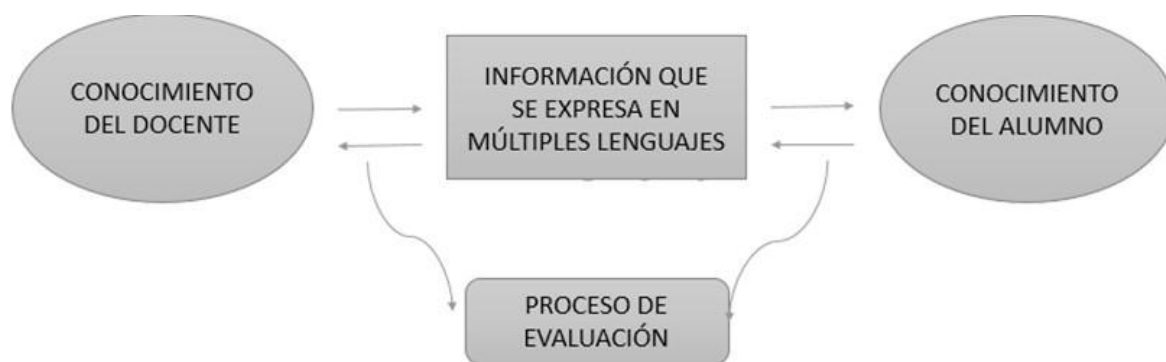 CONOCIMIENTO
DEL DOCENTE
INFORMACIÓN QUE
SE EXPRESA EN
MÚLTIPLES LENGUAJES
CONOCIMIENTO
DEL ALUMNO
PROCESO DE
EVALUACIÓN